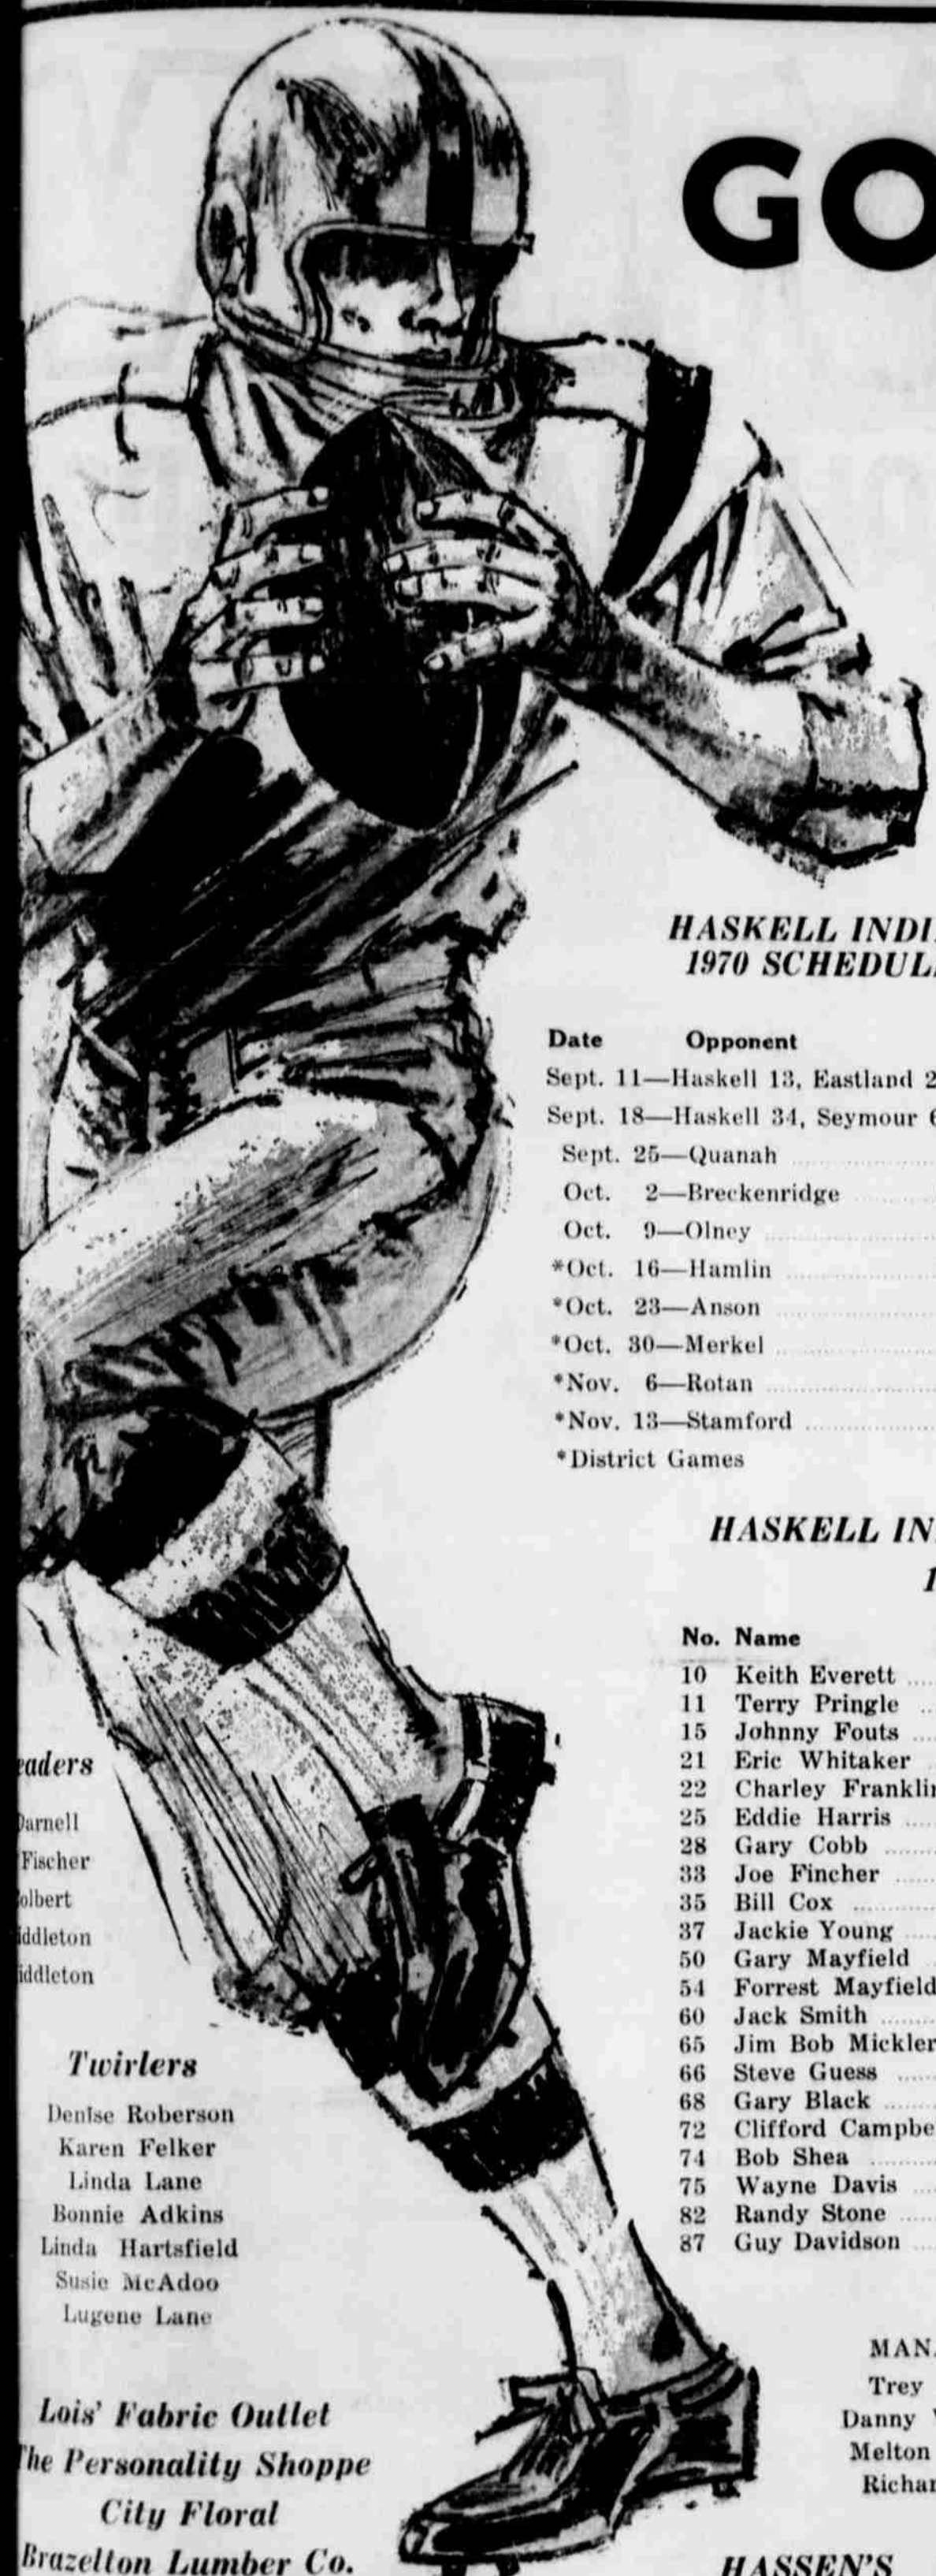 GO
HASKELL INDI
1970 SCHEDUL
Date Opponent
Sept. 11—Haskell 13, Eastland 2
Sept. 18—Haskell 34, Seymour 6
Sept. 25—Quanah
Oct. 2—Breckenridge
Oct. 9—Olney
*Oct. 16—Hamlin
*Oct. 23—Anson
*Oct. 30—Merkel
*Nov. 6—Rotan
*Nov. 13—Stamford
*District Games
HASKELL IN
1
No. Name
10 Keith Everett
11 Terry Pringle
15 Johnny Fouts
21 Eric Whitaker
22 Charley Franklin
25 Eddie Harris
28 Gary Cobb
33 Joe Fincher
35 Bill Cox
37 Jackie Young
50 Gary Mayfield
54 Forrest Mayfield
60 Jack Smith
65 Jim Bob Mickler
66 Steve Guess
68 Gary Black
72 Clifford Campbe
74 Bob Shea
75 Wayne Davis
82 Randy Stone
87 Guy Davidson
MAN
Trey
Danny
Melton
Richar
HASSEN'S
eaders
Darnell
Fischer
olbert
iddleton
iddleton
Twirlers
Denise Roberson
Karen Felker
Linda Lane
Bonnie Adkins
Linda Hartsfield
Susie McAdoo
Lugene Lane
Lois' Fabric Outlet
The Personality Shoppe
City Floral
Brazelton Lumber Co.